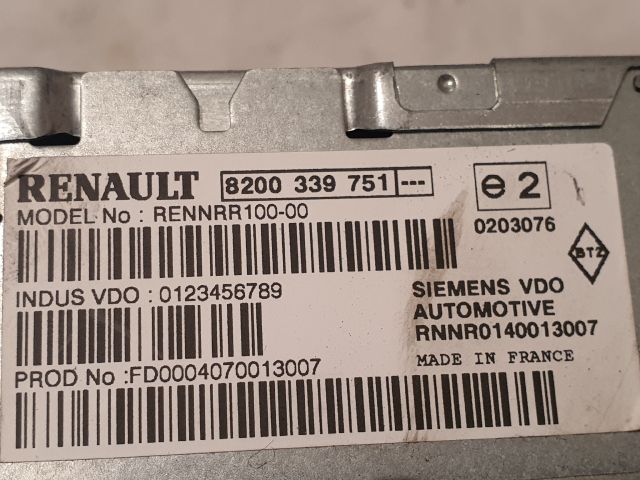 RENAULT 8200 339 751 ---
e 2
MODEL No : RENNRR100-00
0203076
BTZ
INDUS VDO : 0123456789
SIEMENS VDO
AUTOMOTIVE
RNNR0140013007
PROD No :FD0004070013007
MADE IN FRANCE